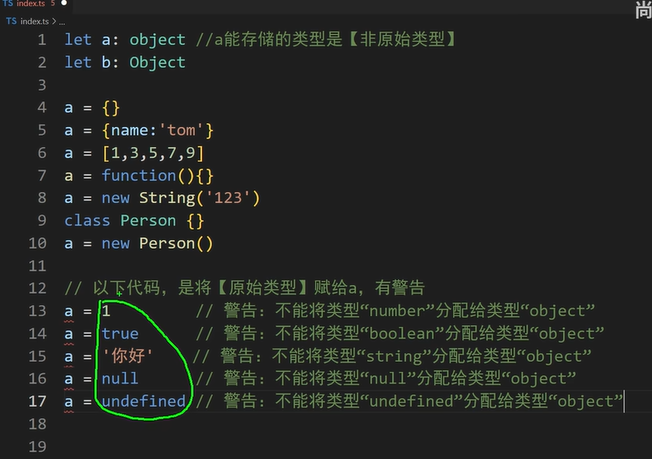 TS index.ts 5 ●
尚
TS index.ts > ...
1 let a: object //a能存储的类型是【非原始类型】
2 let b: Object
3
4 a = {}
5 a = {name:'tom'}
6 a = [1,3,5,7,9]
7 a = function(){}
8 a = new String('123')
9 class Person {}
10 a = new Person()
11
12 // 以下代码，是将【原始类型】赋给a，有警告
13 a = 1 // 警告：不能将类型“number”分配给类型“object”
14 a = true // 警告：不能将类型“boolean”分配给类型“object”
15 a = '你好' // 警告：不能将类型“string”分配给类型“object”
16 a = null // 警告：不能将类型“null”分配给类型“object”
17 a = undefined // 警告：不能将类型“undefined”分配给类型“object”
18
19